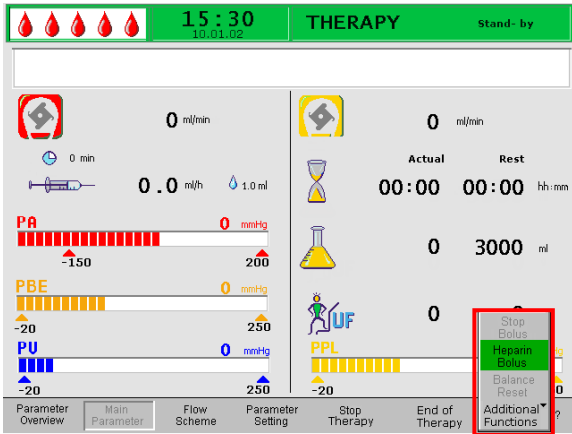 15:30
10.01.02
THERAPY
Stand- by
0 ml/min
0 ml/min
0 min
Actual Rest
0.0 ml/h 1.0 ml
00:00 00:00 hh:mm
PA 0 mmHg
-150 200
0 3000 ml
PBE 0 mmHg
-20 250
UF 0
PV 0 mmHg
-20 250
PPL
-20
Stop
Bolus
Heparin
Bolus
Balance
Reset
Additional
Functions
Parameter
Overview
Main
Parameter
Flow
Scheme
Parameter
Setting
Stop
Therapy
End of
Therapy
?